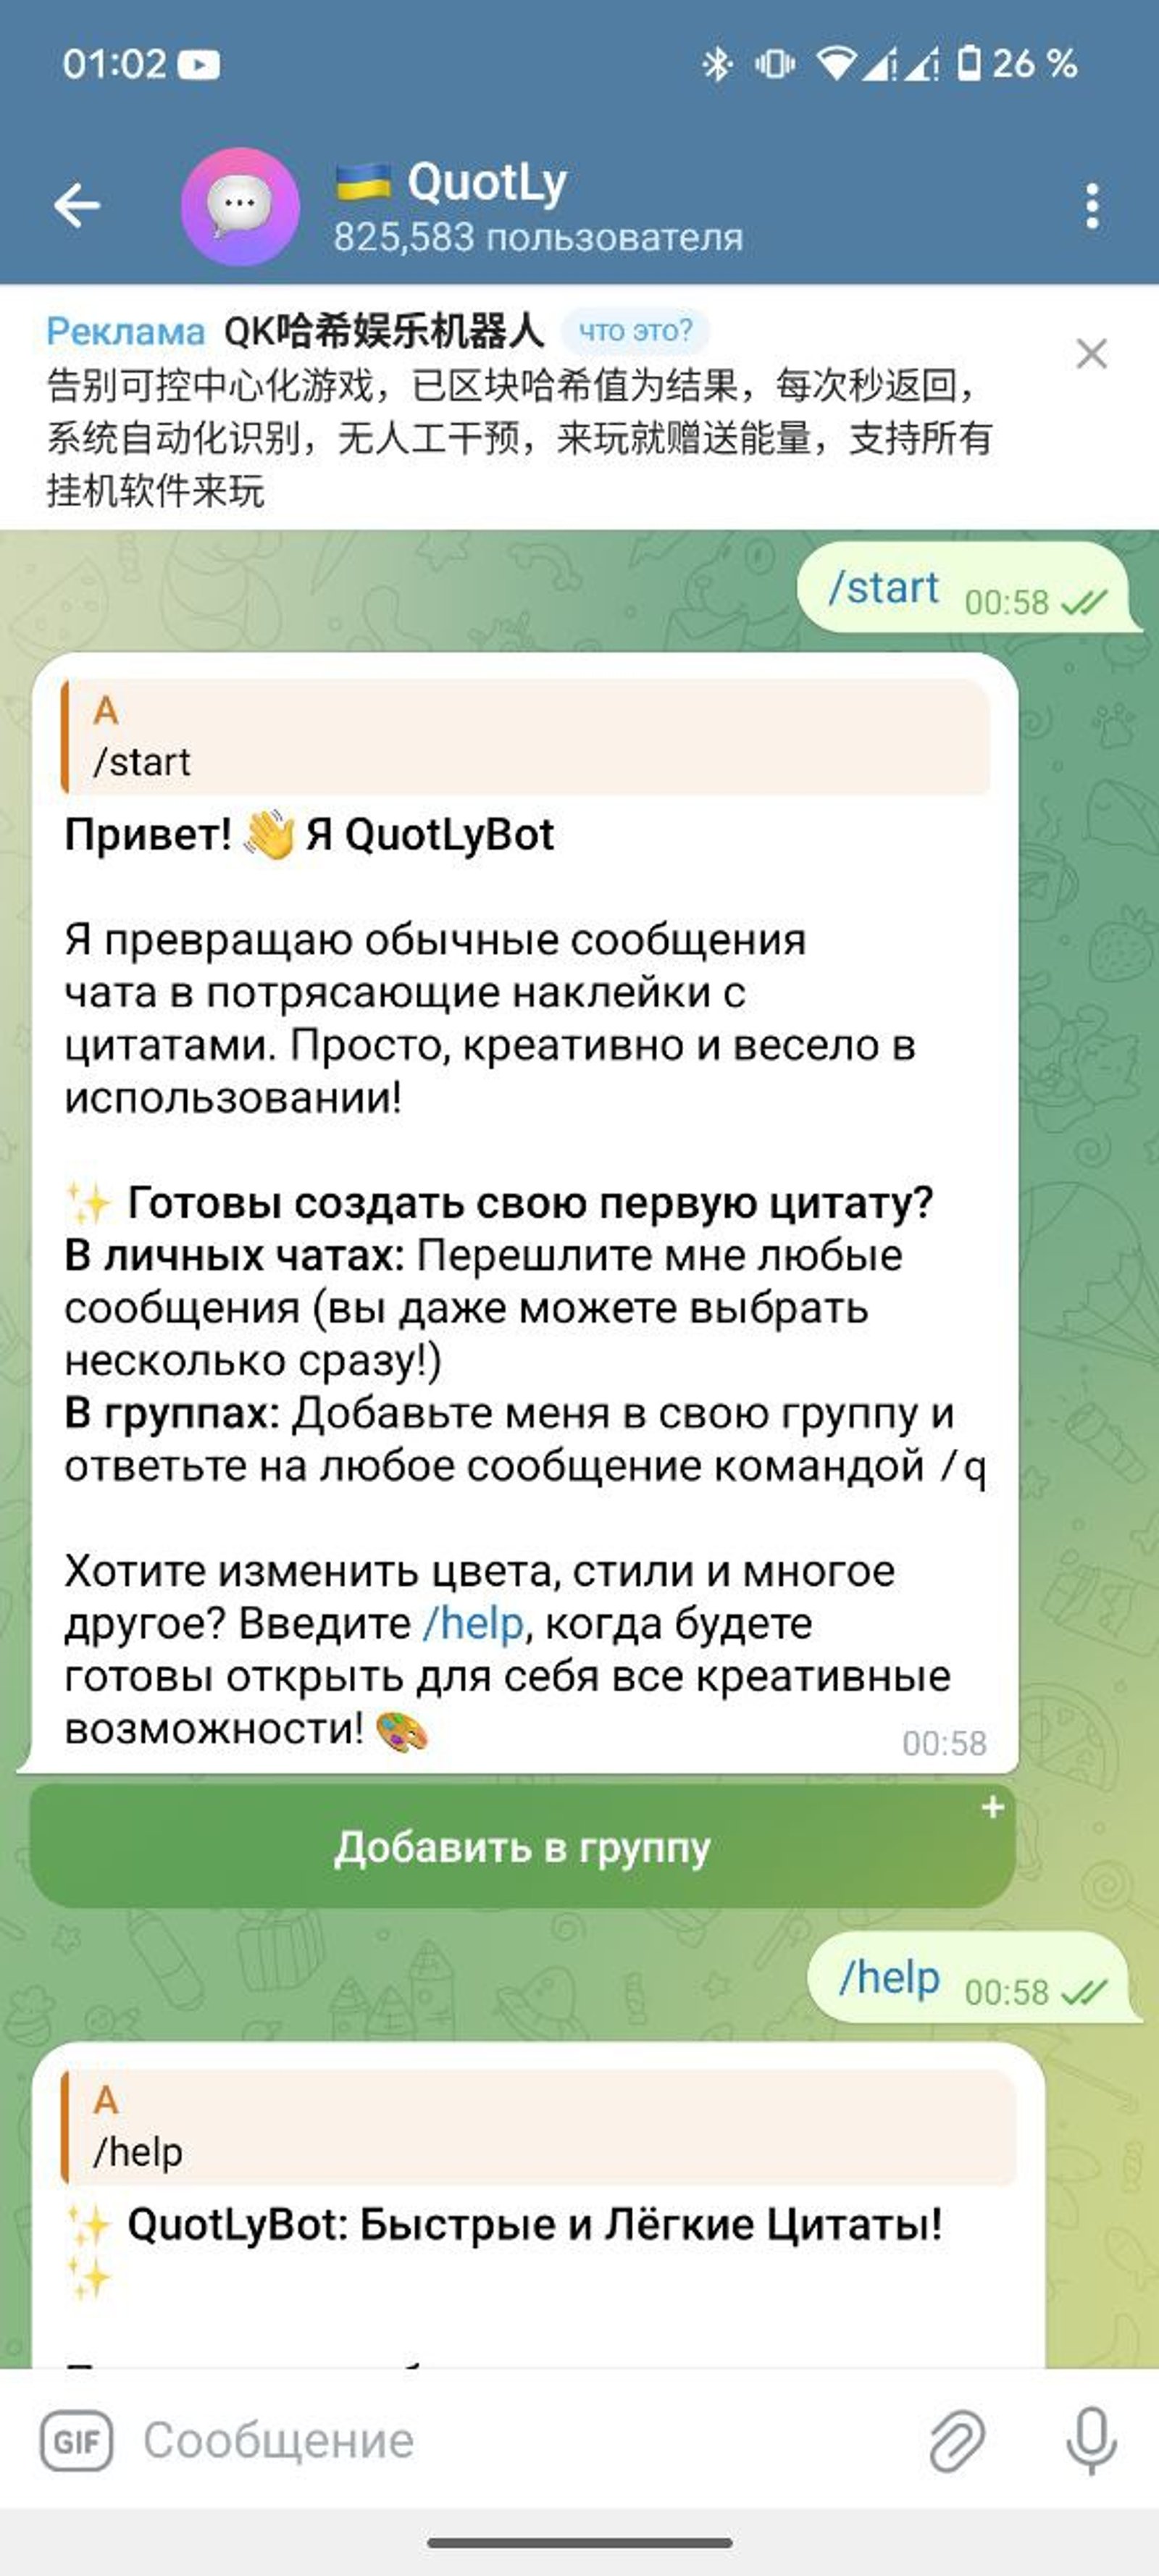 01:02
26 %
🇺🇦 QuotLy
825,583 пользователя
Реклама QK哈希娱乐机器人 что это?
告别可控中心化游戏，已区块哈希值为结果，每次秒返回，
系统自动化识别，无人工干预，来玩就赠送能量，支持所有
挂机软件来玩
/start 00:58
A
/start
Привет! 👋 Я QuotLyBot
Я превращаю обычные сообщения
чата в потрясающие наклейки с
цитатами. Просто, креативно и весело в
использовании!
✨ Готовы создать свою первую цитату?
В личных чатах: Перешлите мне любые
сообщения (вы даже можете выбрать
несколько сразу!)
В группах: Добавьте меня в свою группу и
ответьте на любое сообщение командой /q
Хотите изменить цвета, стили и многое
другое? Введите /help, когда будете
готовы открыть для себя все креативные
возможности! 🎨 00:58
Добавить в группу
/help 00:58
A
/help
✨ QuotLyBot: Быстрые и Лёгкие Цитаты!
✨
GIF Сообщение